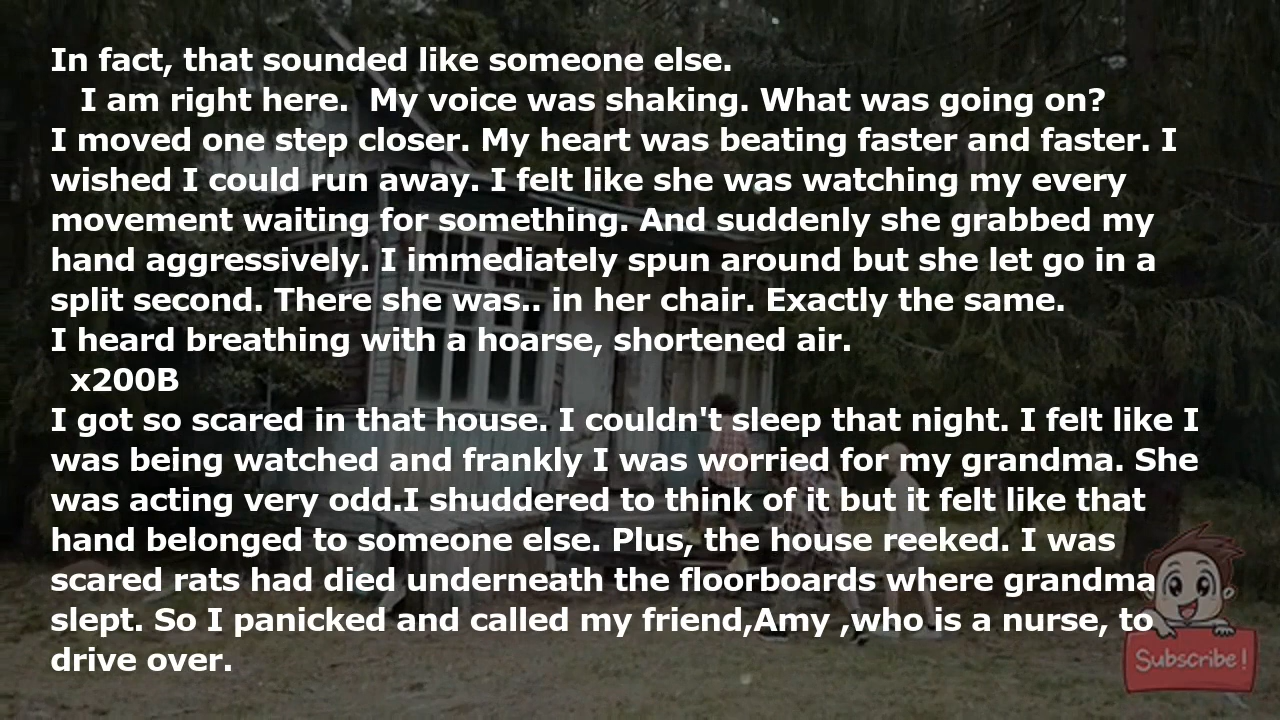 In fact, that sounded like someone else.
I am right here.  My voice was shaking. What was going on?
I moved one step closer. My heart was beating faster and faster. I
wished I could run away. I felt like she was watching my every
movement waiting for something. And suddenly she grabbed my
hand aggressively. I immediately spun around but she let go in a
split second. There she was.. in her chair. Exactly the same.
I heard breathing with a hoarse, shortened air.
x200B
I got so scared in that house. I couldn't sleep that night. I felt like I
was being watched and frankly I was worried for my grandma. She
was acting very odd.I shuddered to think of it but it felt like that
hand belonged to someone else. Plus, the house reeked. I was
scared rats had died underneath the floorboards where grandma
slept. So I panicked and called my friend,Amy ,who is a nurse, to
drive over.
Subscribe!